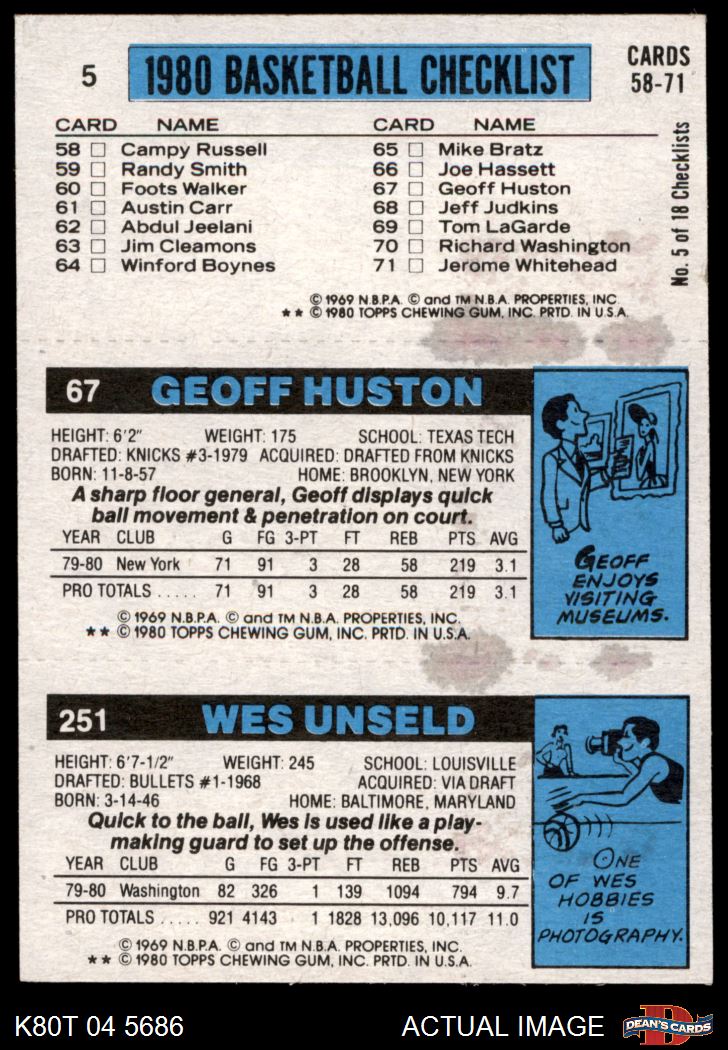 5
1980 BASKETBALL CHECKLIST
CARDS
58-71
CARD NAME
58 ☐ Campy Russell
59 ☐ Randy Smith
60 ☐ Foots Walker
61 ☐ Austin Carr
62 ☐ Abdul Jeelani
63 ☐ Jim Cleamons
64 ☐ Winford Boynes
CARD NAME
65 ☐ Mike Bratz
66 ☐ Joe Hassett
67 ☐ Geoff Huston
68 ☐ Jeff Judkins
69 ☐ Tom LaGarde
70 ☐ Richard Washington
71 ☐ Jerome Whitehead
No. 5 of 18 Checklists
© 1969 N.B.P.A. © and TM N.B.A. PROPERTIES, INC.
** © 1980 TOPPS CHEWING GUM, INC. PRTD. IN U.S.A.
67 GEOFF HUSTON
HEIGHT: 6'2" WEIGHT: 175 SCHOOL: TEXAS TECH
DRAFTED: KNICKS #3-1979 ACQUIRED: DRAFTED FROM KNICKS
BORN: 11-8-57 HOME: BROOKLYN, NEW YORK
A sharp floor general, Geoff displays quick
ball movement & penetration on court.
YEAR CLUB G FG 3-PT FT REB PTS AVG
79-80 New York 71 91 3 28 58 219 3.1
PRO TOTALS ..... 71 91 3 28 58 219 3.1
© 1969 N.B.P.A. © and TM N.B.A. PROPERTIES, INC.
** © 1980 TOPPS CHEWING GUM, INC. PRTD. IN U.S.A.
GEOFF
ENJOYS
VISITING
MUSEUMS.
251 WES UNSELD
HEIGHT: 6'7-1/2" WEIGHT: 245 SCHOOL: LOUISVILLE
DRAFTED: BULLETS #1-1968 ACQUIRED: VIA DRAFT
BORN: 3-14-46 HOME: BALTIMORE, MARYLAND
Quick to the ball, Wes is used like a play-
making guard to set up the offense.
YEAR CLUB G FG 3-PT FT REB PTS AVG
79-80 Washington 82 326 1 139 1094 794 9.7
PRO TOTALS ..... 921 4143 1 1828 13,096 10,117 11.0
© 1969 N.B.P.A. © and TM N.B.A. PROPERTIES, INC.
** © 1980 TOPPS CHEWING GUM, INC. PRTD. IN U.S.A.
ONE
OF WES
HOBBIES
IS
PHOTOGRAPHY.
K80T 04 5686 ACTUAL IMAGE
D
DEAN'S CARDS